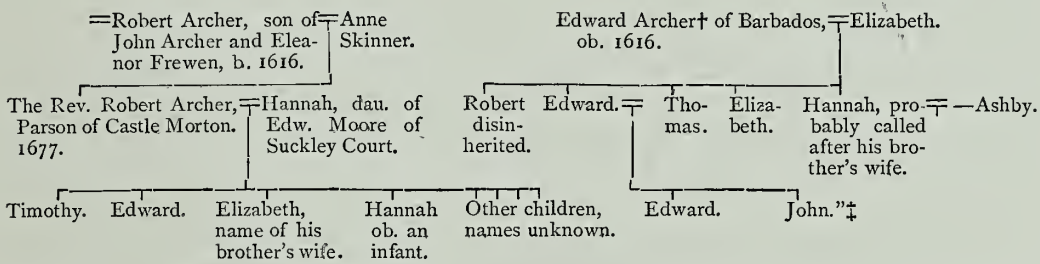 =Robert Archer, son of
John Archer and Elea-
nor Frewen, b. 1616.
=Anne
Skinner.
Edward Archer† of Barbados,
ob. 1616.
=Elizabeth.
The Rev. Robert Archer,
Parson of Castle Morton.
1677.
=Hannah, dau. of
Edw. Moore of
Suckley Court.
Robert
disin-
herited.
Edward.=
Tho-
mas.
Eliza-
beth.
Hannah, pro-
bably called
after his bro-
ther's wife.
=—Ashby.
Timothy.
Edward.
Elizabeth,
name of his
brother's wife.
Hannah
ob. an
infant.
Other children,
names unknown.
Edward.
John."‡